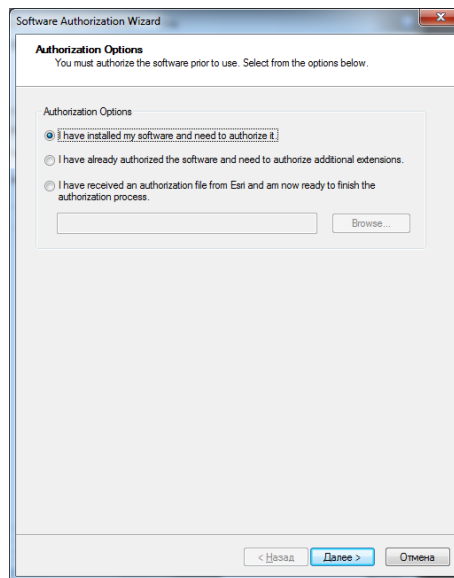 Software Authorization Wizard
Authorization Options
You must authorize the software prior to use. Select from the options below.
Authorization Options
I have installed my software and need to authorize it.
I have already authorized the software and need to authorize additional extensions.
I have received an authorization file from Esri and am now ready to finish the
authorization process.
Browse...
< Назад Далее > Отмена